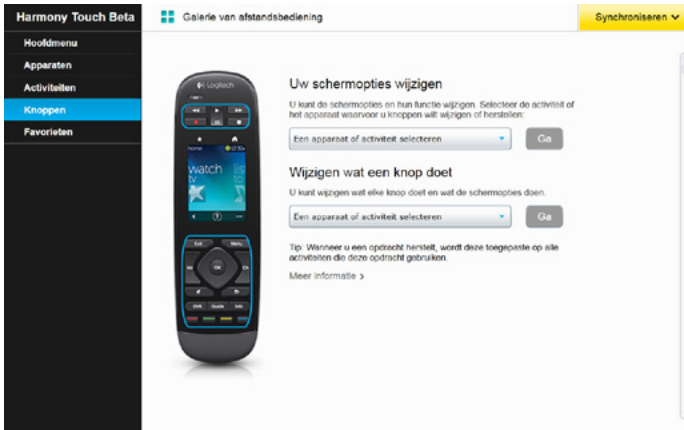 Harmony Touch Beta
Galerie van afstandsbediening
Synchroniseren
Hoofdmenu
Apparaten
Activiteiten
Knoppen
Favorieten
Logitech
home
watch
tv
lis
Exit
Menu
OK
DVR Guide Info
Uw schermopties wijzigen
U kunt de schermopties en hun functie wijzigen. Selecteer de activiteit of
het apparaat waarvoor u knoppen wilt wijzigen of herstellen:
Een apparaat of activiteit selecteren
Ga
Wijzigen wat een knop doet
U kunt wijzigen wat elke knop doet en wat de schermopties doen.
Een apparaat of activiteit selecteren
Ga
Tip: Wanneer u een opdracht herstelt, wordt deze toegepaste op alle
activiteiten die deze opdracht gebruiken.
Meer informatie >